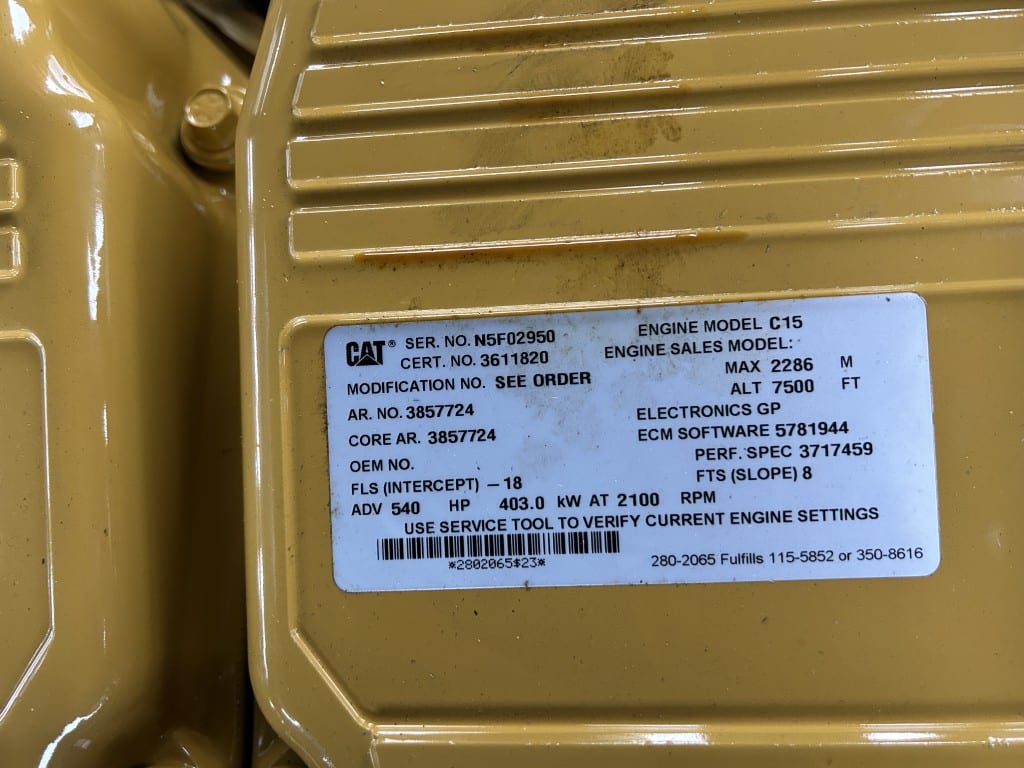 CAT® SER. NO. N5F02950 ENGINE MODEL C15
CERT. NO. 3611820 ENGINE SALES MODEL:
MODIFICATION NO. SEE ORDER MAX 2286 M
ALT 7500 FT
AR. NO. 3857724 ELECTRONICS GP
CORE AR. 3857724 ECM SOFTWARE 5781944
OEM NO. PERF. SPEC 3717459
FLS (INTERCEPT) -18 FTS (SLOPE) 8
ADV 540 HP 403.0 kW AT 2100 RPM
USE SERVICE TOOL TO VERIFY CURRENT ENGINE SETTINGS
*2802065$23* 280-2065 Fulfills 115-5852 or 350-8616